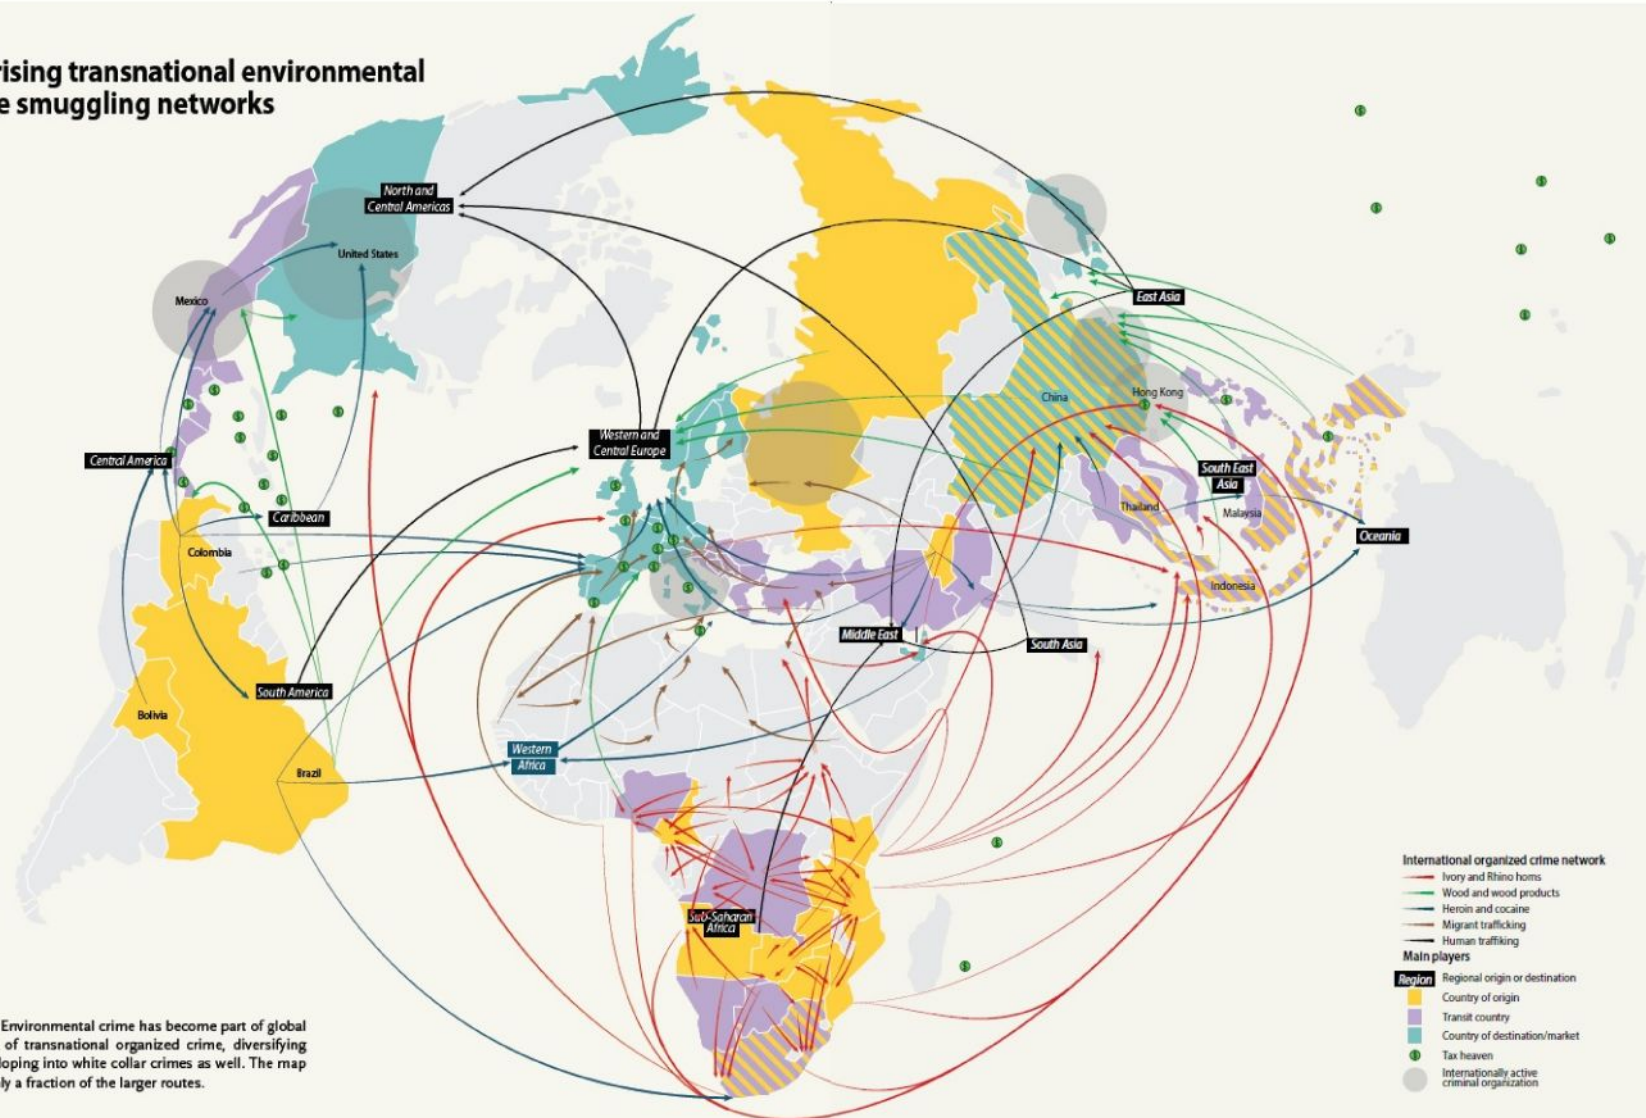 rising transnational environmental
e smuggling networks
North and
Central Americas
United States
Mexico
East Asia
China
Hong Kong
Western and
Central Europe
Central America
South East
Asia
Thailand
Malaysia
Caribbean
Oceania
Colombia
Indonesia
Middle East
South Asia
South America
Bolivia
Western
Africa
Brazil
Sub-Saharan
Africa
International organized crime network
Ivory and Rhino horns
Wood and wood products
Heroin and cocaine
Migrant trafficking
Human traffiking
Main players
Region Regional origin or destination
Country of origin
Transit country
Country of destination/market
$ Tax heaven
Internationally active
criminal organization
Environmental crime has become part of global
of transnational organized crime, diversifying
loping into white collar crimes as well. The map
ly a fraction of the larger routes.